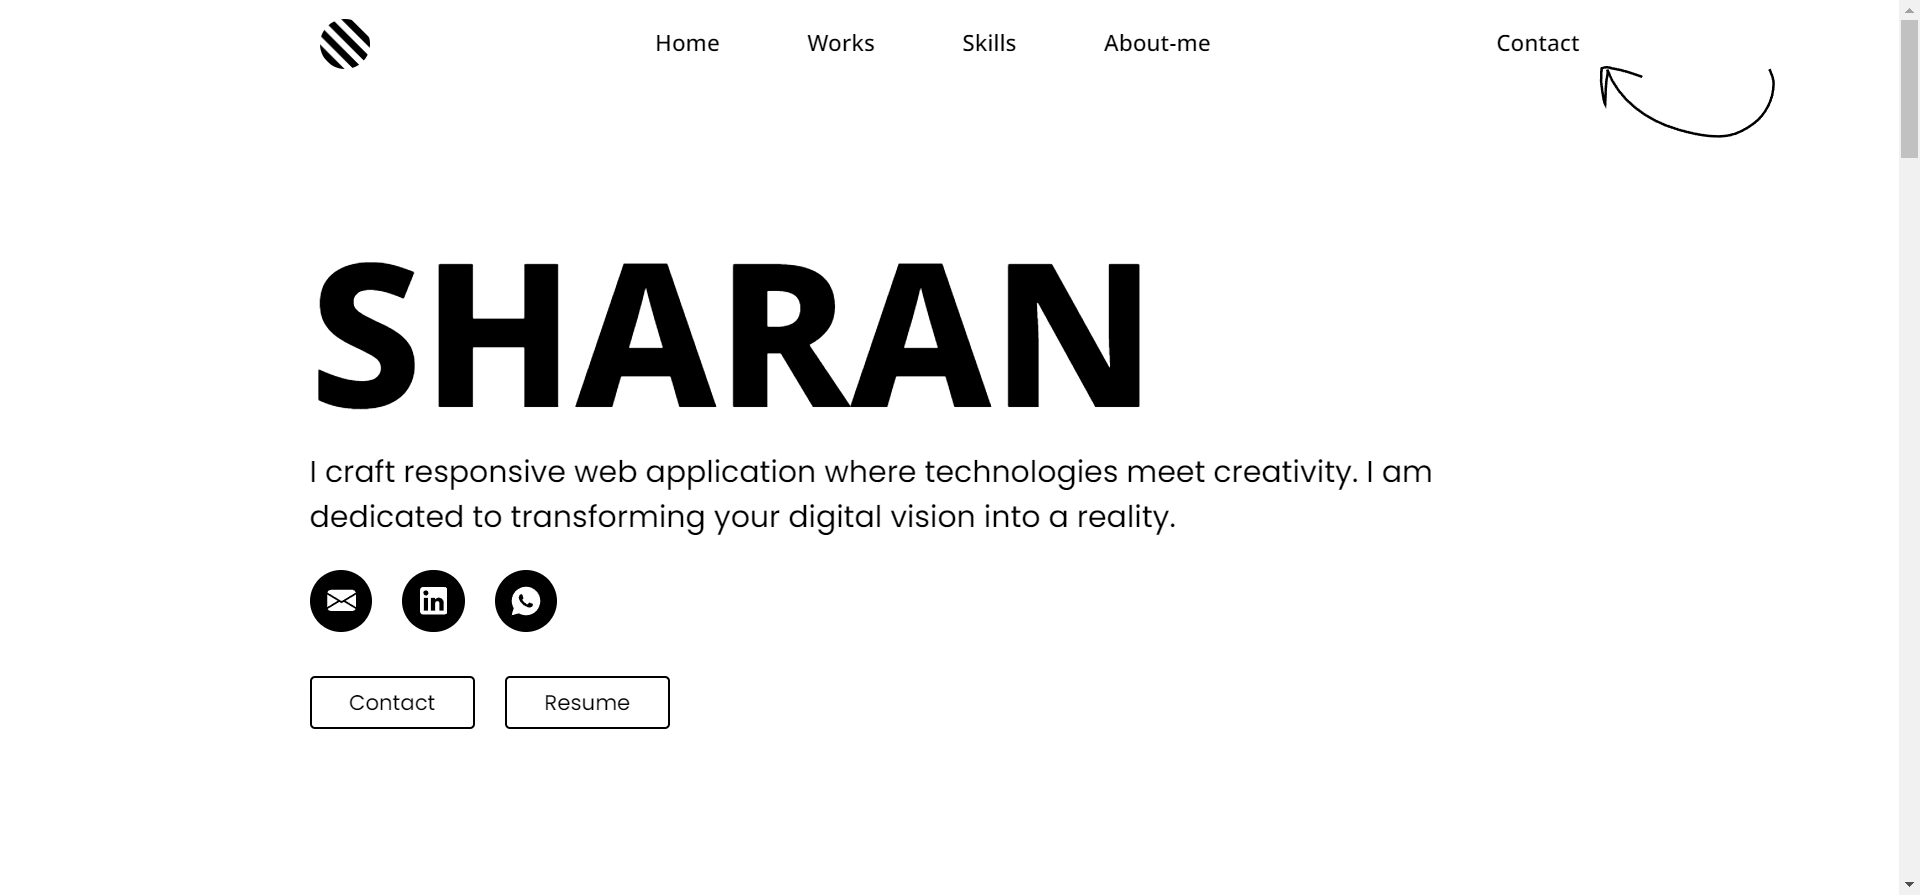 Home
Works
Skills
About-me
Contact
SHARAN
I craft responsive web application where technologies meet creativity. I am
dedicated to transforming your digital vision into a reality.
in
Contact
Resume